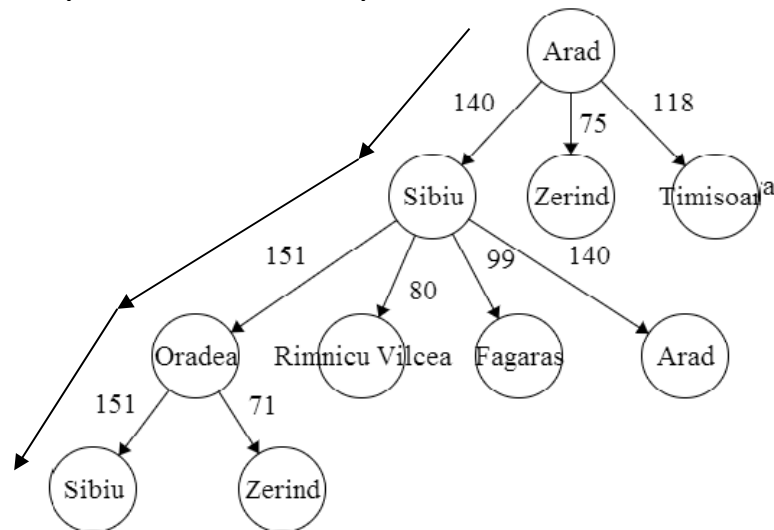 Arad
140
75
118
Sibiu
Zerind
Timisoara
151
80
99
140
Oradea
Rimnicu Vilcea
Fagaras
Arad
151
71
Sibiu
Zerind